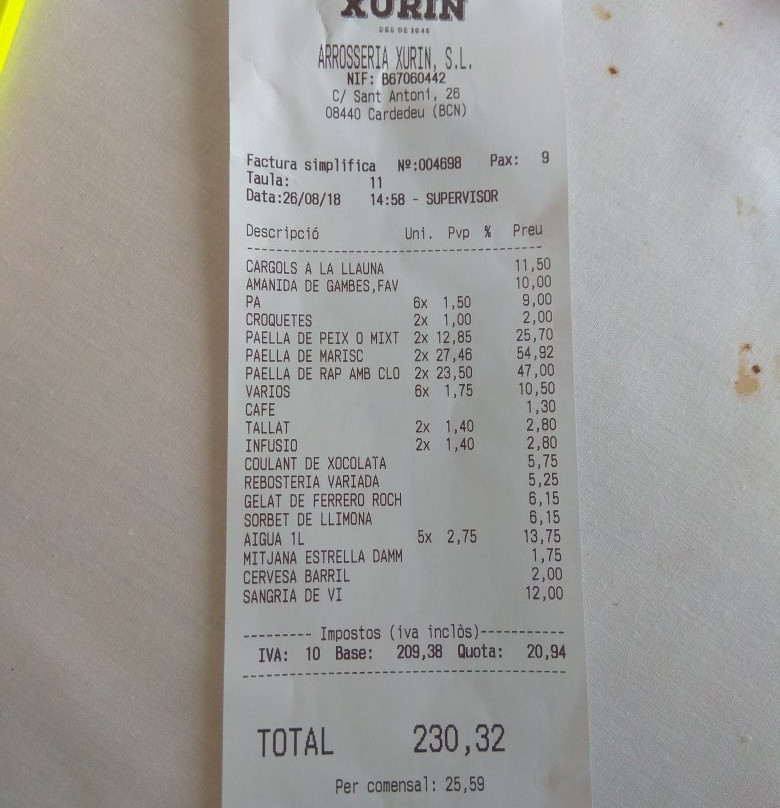 XURIN
DES DE 1846
ARROSSERIA XURIN, S.L.
NIF: B67060442
C/ Sant Antoni, 26
08440 Cardedeu (BCN)
Factura simplifica Nº:004698 Pax: 9
Taula: 11
Data:26/08/18 14:58 - SUPERVISOR
Descripció Uni. Pvp % Preu
CARGOLS A LA LLAUNA 11,50
AMANIDA DE GAMBES,FAV 10,00
PA 6x 1,50 9,00
CROQUETES 2x 1,00 2,00
PAELLA DE PEIX O MIXT 2x 12,85 25,70
PAELLA DE MARISC 2x 27,46 54,92
PAELLA DE RAP AMB CLO 2x 23,50 47,00
VARIOS 6x 1,75 10,50
CAFE 1,30
TALLAT 2x 1,40 2,80
INFUSIO 2x 1,40 2,80
COULANT DE XOCOLATA 5,75
REBOSTERIA VARIADA 5,25
GELAT DE FERRERO ROCH 6,15
SORBET DE LLIMONA 6,15
AIGUA 1L 5x 2,75 13,75
MITJANA ESTRELLA DAMM 1,75
CERVESA BARRIL 2,00
SANGRIA DE VI 12,00
--------- Impostos (iva inclòs)-----------
IVA: 10 Base: 209,38 Quota: 20,94
TOTAL 230,32
Per comensal: 25,59